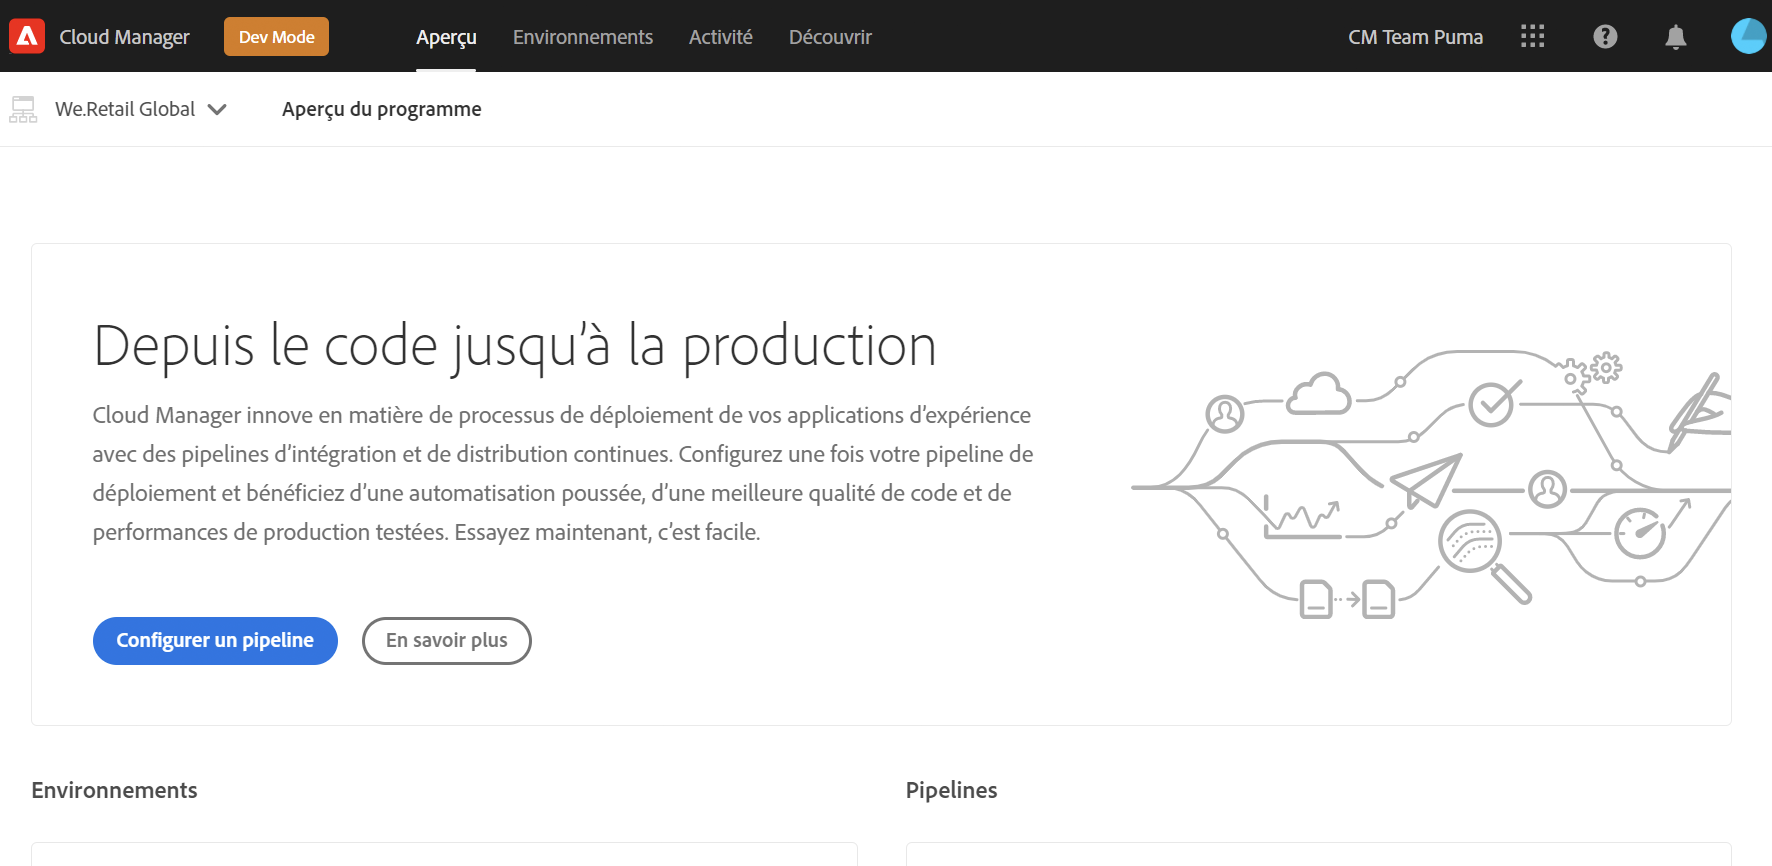 Cloud Manager
Dev Mode
Aperçu
Environnements
Activité
Découvrir
CM Team Puma
We.Retail Global
Aperçu du programme
Depuis le code jusqu’à la production
Cloud Manager innove en matière de processus de déploiement de vos applications d’expérience
avec des pipelines d’intégration et de distribution continues. Configurez une fois votre pipeline de
déploiement et bénéficiez d’une automatisation poussée, d’une meilleure qualité de code et de
performances de production testées. Essayez maintenant, c’est facile.
Configurer un pipeline
En savoir plus
Environnements
Pipelines